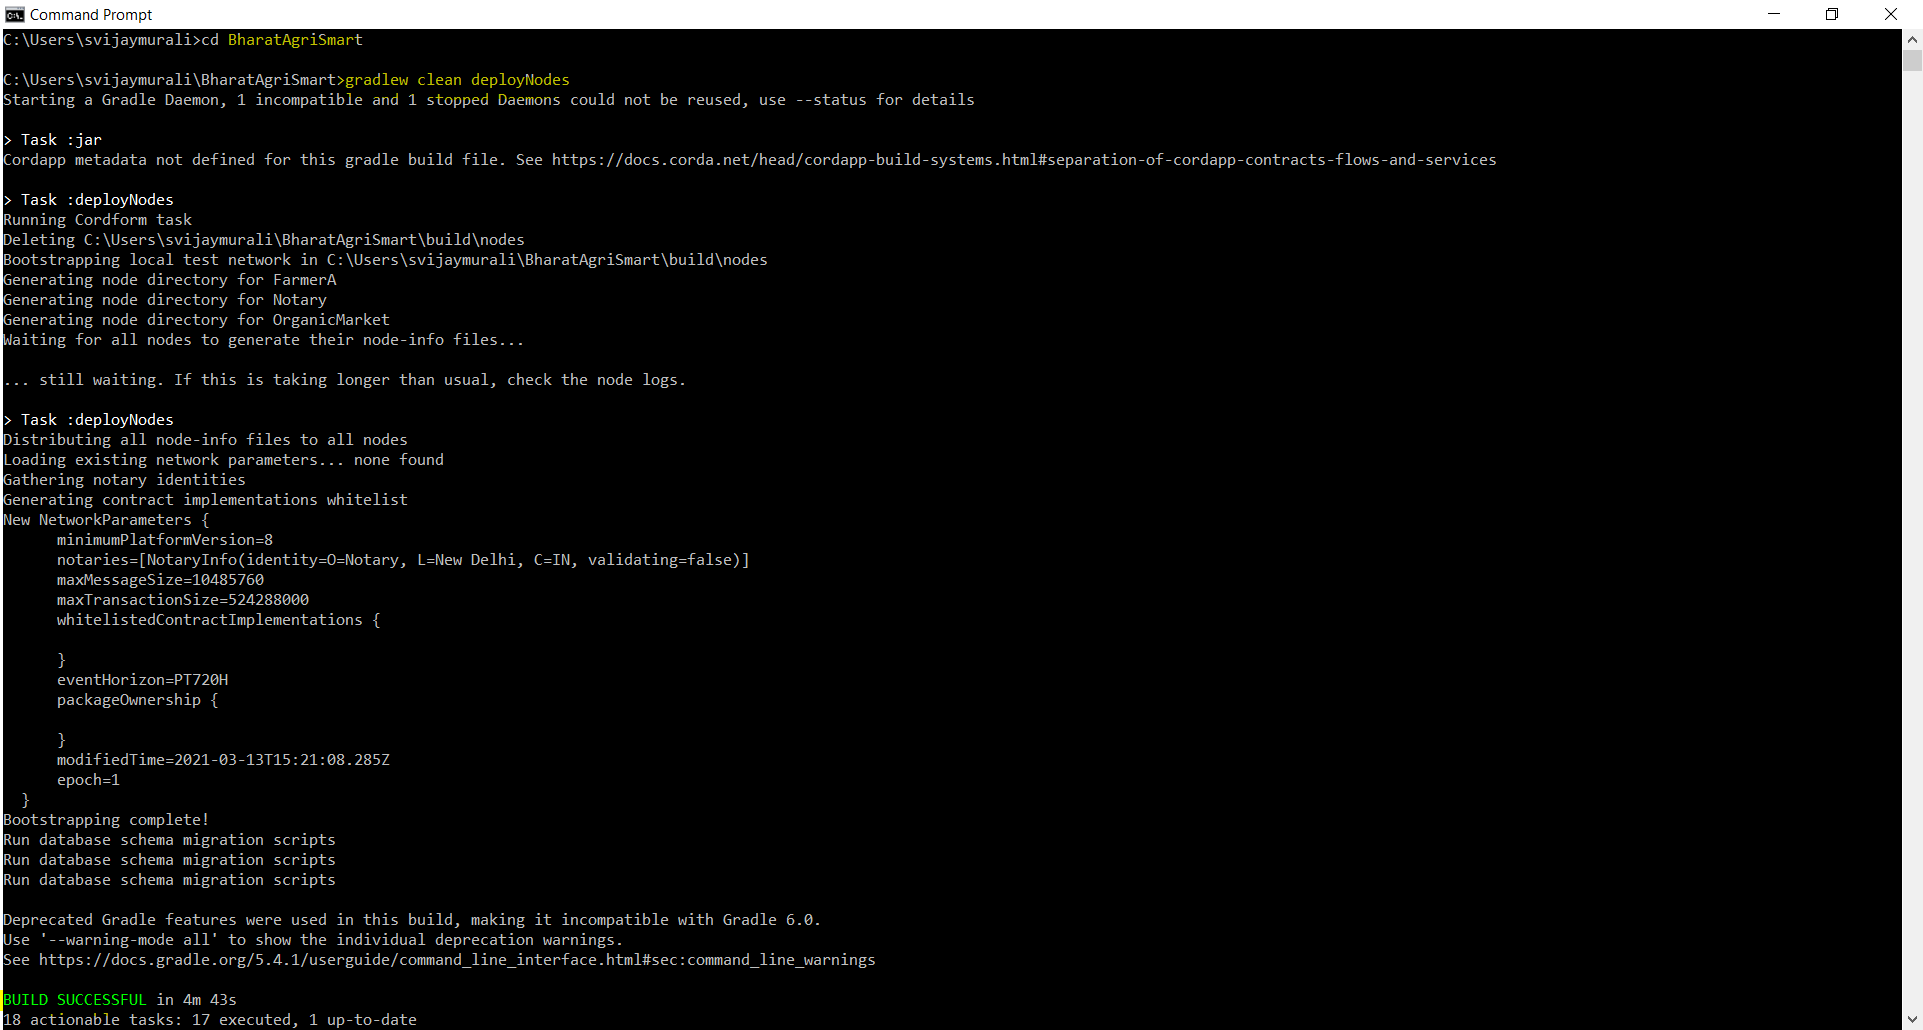 Command Prompt
C:\Users\svijaymurali>cd BharatAgriSmart
C:\Users\svijaymurali\BharatAgriSmart>gradlew clean deployNodes
Starting a Gradle Daemon, 1 incompatible and 1 stopped Daemons could not be reused, use --status for details
> Task :jar
Cordapp metadata not defined for this gradle build file. See https://docs.corda.net/head/cordapp-build-systems.html#separation-of-cordapp-contracts-flows-and-services
> Task :deployNodes
Running Cordform task
Deleting C:\Users\svijaymurali\BharatAgriSmart\build\nodes
Bootstrapping local test network in C:\Users\svijaymurali\BharatAgriSmart\build\nodes
Generating node directory for FarmerA
Generating node directory for Notary
Generating node directory for OrganicMarket
Waiting for all nodes to generate their node-info files...
... still waiting. If this is taking longer than usual, check the node logs.
> Task :deployNodes
Distributing all node-info files to all nodes
Loading existing network parameters... none found
Gathering notary identities
Generating contract implementations whitelist
New NetworkParameters {
minimumPlatformVersion=8
notaries=[NotaryInfo(identity=O=Notary, L=New Delhi, C=IN, validating=false)]
maxMessageSize=10485760
maxTransactionSize=524288000
whitelistedContractImplementations {
}
eventHorizon=PT720H
packageOwnership {
}
modifiedTime=2021-03-13T15:21:08.285Z
epoch=1
}
Bootstrapping complete!
Run database schema migration scripts
Run database schema migration scripts
Run database schema migration scripts
Deprecated Gradle features were used in this build, making it incompatible with Gradle 6.0.
Use '--warning-mode all' to show the individual deprecation warnings.
See https://docs.gradle.org/5.4.1/userguide/command_line_interface.html#sec:command_line_warnings
BUILD SUCCESSFUL in 4m 43s
18 actionable tasks: 17 executed, 1 up-to-date